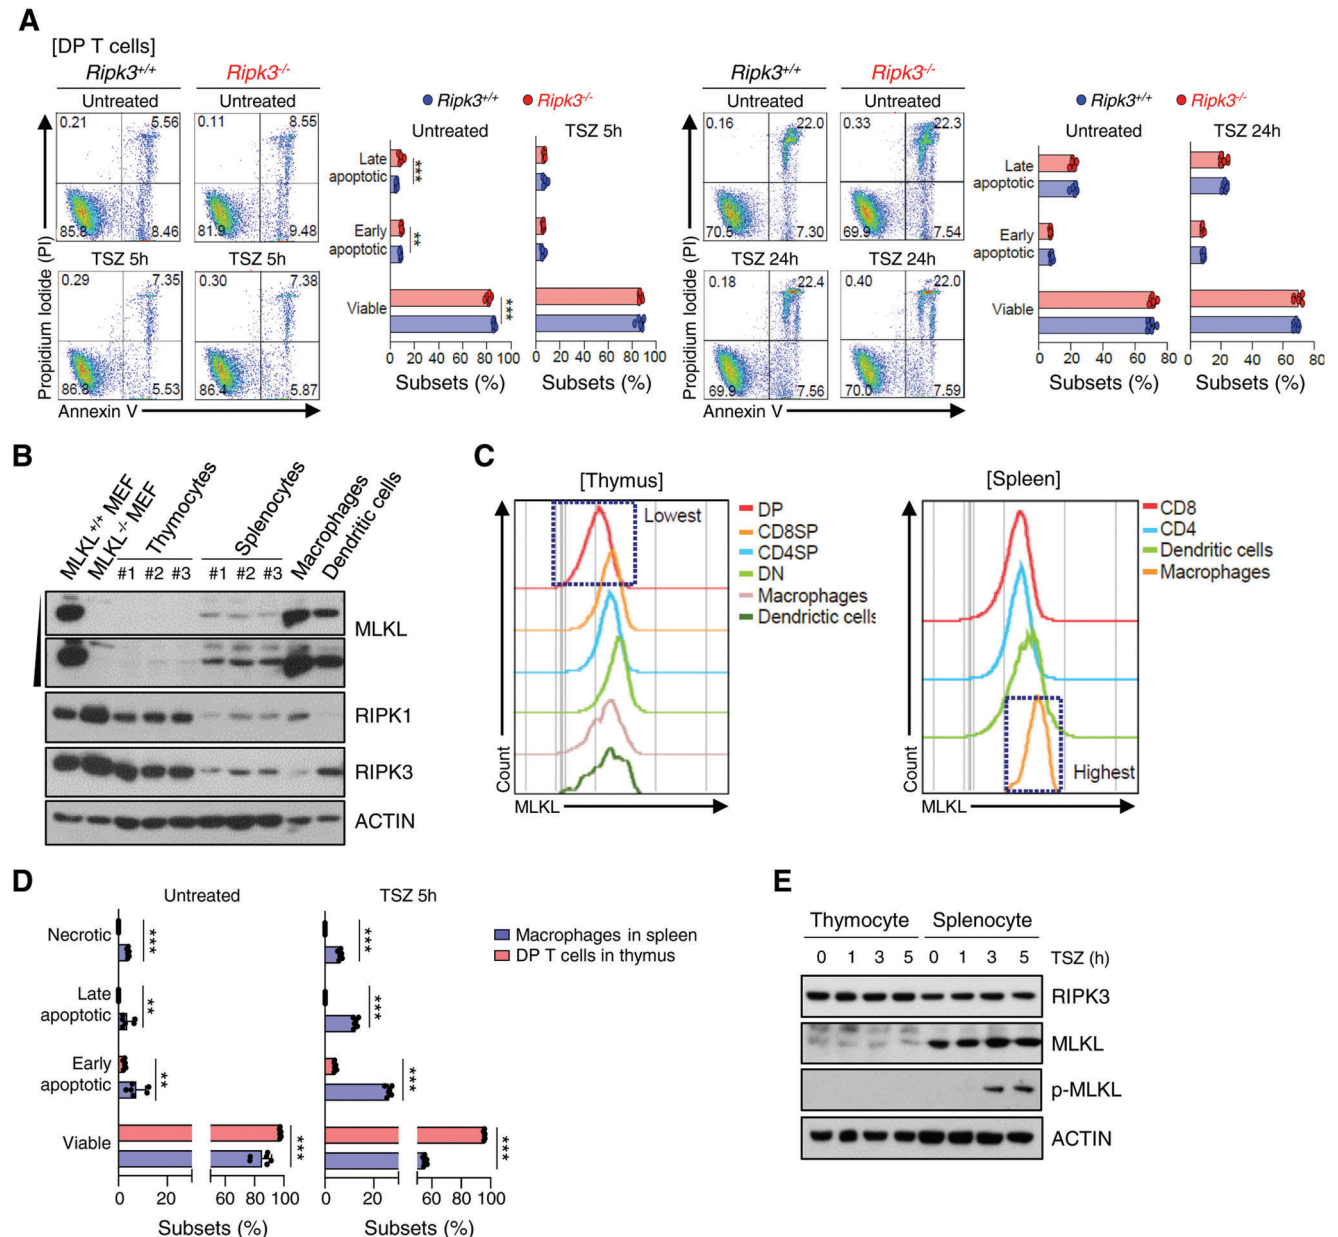 A
[DP T cells]
Ripk3+/+ Ripk3-/-
Untreated Untreated
0.21 5.56 0.11 8.55
85.8 8.46 81.9 9.48
TSZ 5h TSZ 5h
0.29 7.35 0.30 7.38
86.8 5.53 86.4 5.87
Propidium Iodide (PI)
Annexin V
Ripk3+/+ Ripk3-/-
Untreated TSZ 5h
Late apoptotic ***
Early apoptotic **
Viable ***
0 20 40 60 80 100 0 20 40 60 80 100
Subsets (%) Subsets (%)
Ripk3+/+ Ripk3-/-
Untreated Untreated
0.16 22.0 0.33 22.3
70.5 7.30 69.9 7.54
TSZ 24h TSZ 24h
0.18 22.4 0.40 22.0
69.9 7.56 70.0 7.59
Propidium Iodide (PI)
Annexin V
Ripk3+/+ Ripk3-/-
Untreated TSZ 24h
Late apoptotic
Early apoptotic
Viable
0 20 40 60 80 0 20 40 60 80
Subsets (%) Subsets (%)
B
MLKL+/+ MEF
MLKL-/- MEF
Thymocytes
Splenocytes
Macrophages
Dendritic cells
#1 #2 #3 #1 #2 #3
MLKL
RIPK1
RIPK3
ACTIN
C
[Thymus]
Lowest
DP
CD8SP
CD4SP
DN
Macrophages
Dendrictic cells
Count
MLKL
[Spleen]
CD8
CD4
Dendritic cells
Macrophages
Highest
Count
MLKL
D
Untreated TSZ 5h
Necrotic *** ***
Late apoptotic ** ***
Early apoptotic ** ***
Viable *** ***
0 20 60 80 100 0 20 60 80 100
Subsets (%) Subsets (%)
Macrophages in spleen
DP T cells in thymus
E
Thymocyte Splenocyte
0 1 3 5 0 1 3 5 TSZ (h)
RIPK3
MLKL
p-MLKL
ACTIN